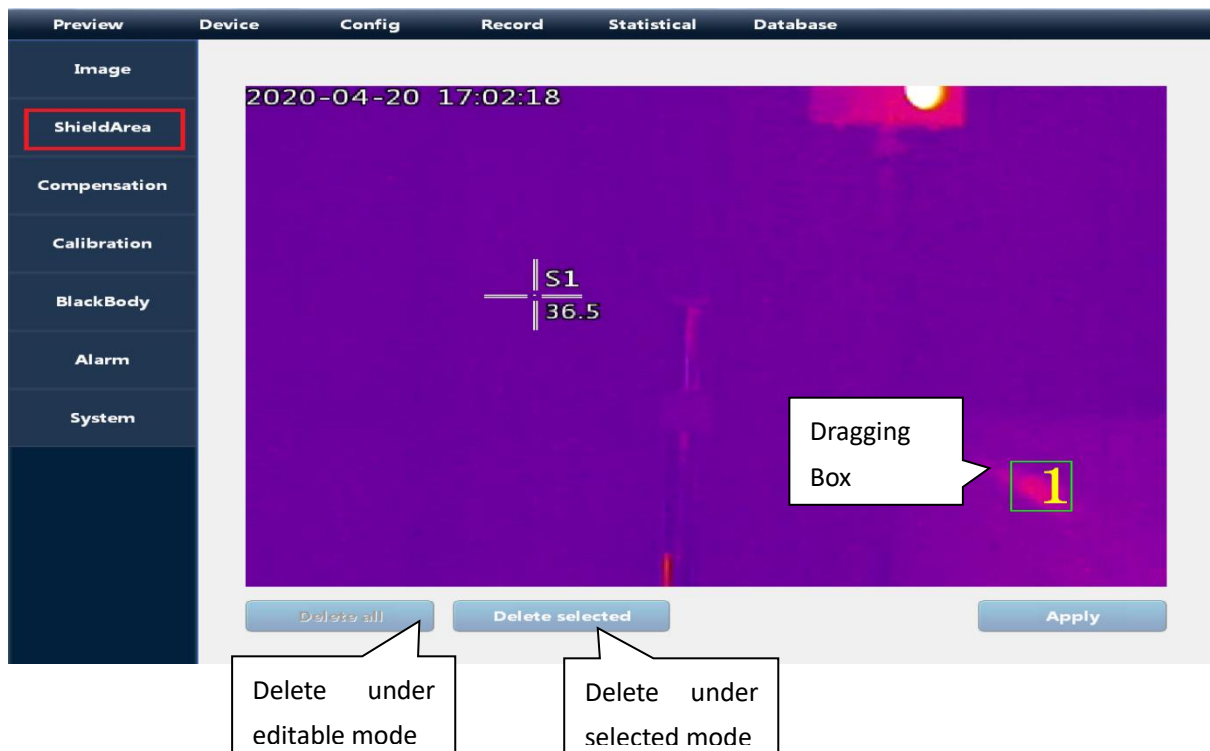 Preview Device Config Record Statistical Database
Image
ShieldArea
Compensation
Calibration
BlackBody
Alarm
System
2020-04-20 17:02:18
S1
36.5
Dragging
Box
1
Delete all Delete selected Apply
Delete under
editable mode
Delete under
selected mode